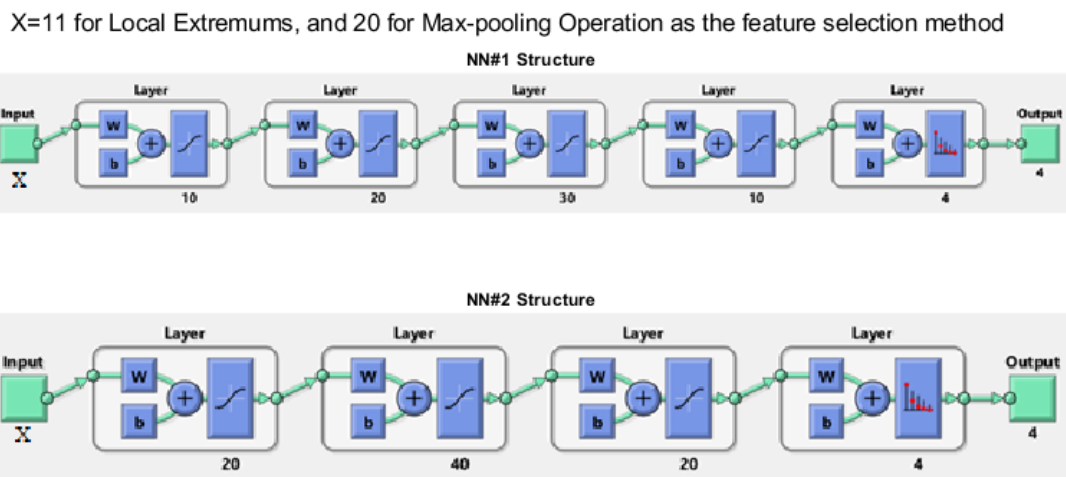 X=11 for Local Extremums, and 20 for Max-pooling Operation as the feature selection method
NN#1 Structure
Layer Layer Layer Layer Layer
Input Output
W W W W W
+ + + + +
b b b b b
X 4
10 20 30 10 4
NN#2 Structure
Layer Layer Layer Layer
Input Output
W W W W
+ + + +
b b b b
X 4
20 40 20 4